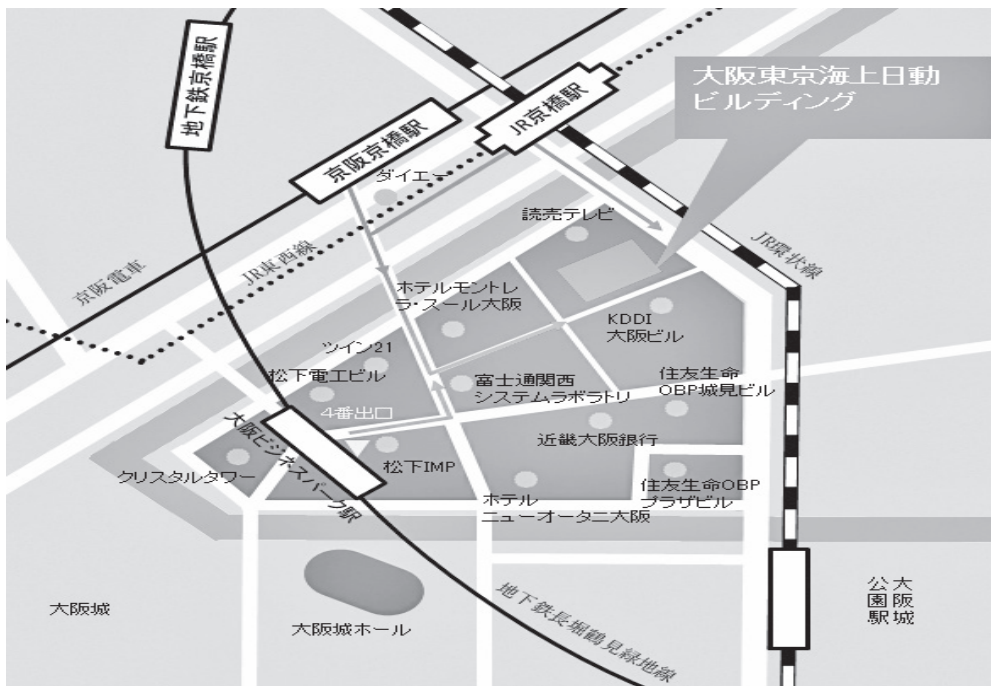 地下鉄京橋駅
京阪京橋駅
JR京橋駅
大阪東京海上日動
ビルディング
ダイエー
読売テレビ
JR環状線
京阪電車
JR東西線
ホテルモントレ
ラ・スール大阪
KDDI
大阪ビル
ツイン21
松下電工ビル
富士通関西
システムラボラトリ
住友生命
OBP城見ビル
4番出口
大阪ビジネスパーク駅
近畿大阪銀行
松下IMP
クリスタルタワー
住友生命OBP
プラザビル
ホテル
ニューオータニ大阪
大阪城
大阪城ホール
地下鉄長堀鶴見緑地線
大阪城
公園駅